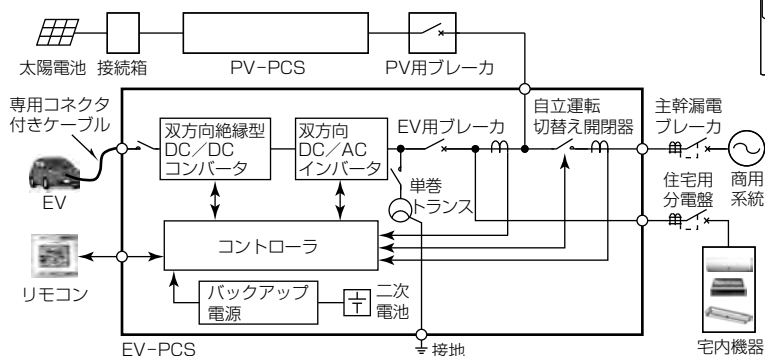 太陽電池 接続箱 PV-PCS PV用ブレーカ
専用コネクタ
付きケーブル
双方向絶縁型
DC/DC
コンバータ
双方向
DC/AC
インバータ
EV用ブレーカ
自立運転
切替え開閉器
主幹漏電
ブレーカ
EV
単巻
トランス
住宅用
分電盤
商用
系統
コントローラ
リモコン
バックアップ
電源
二次
電池
EV-PCS
接地
宅内機器